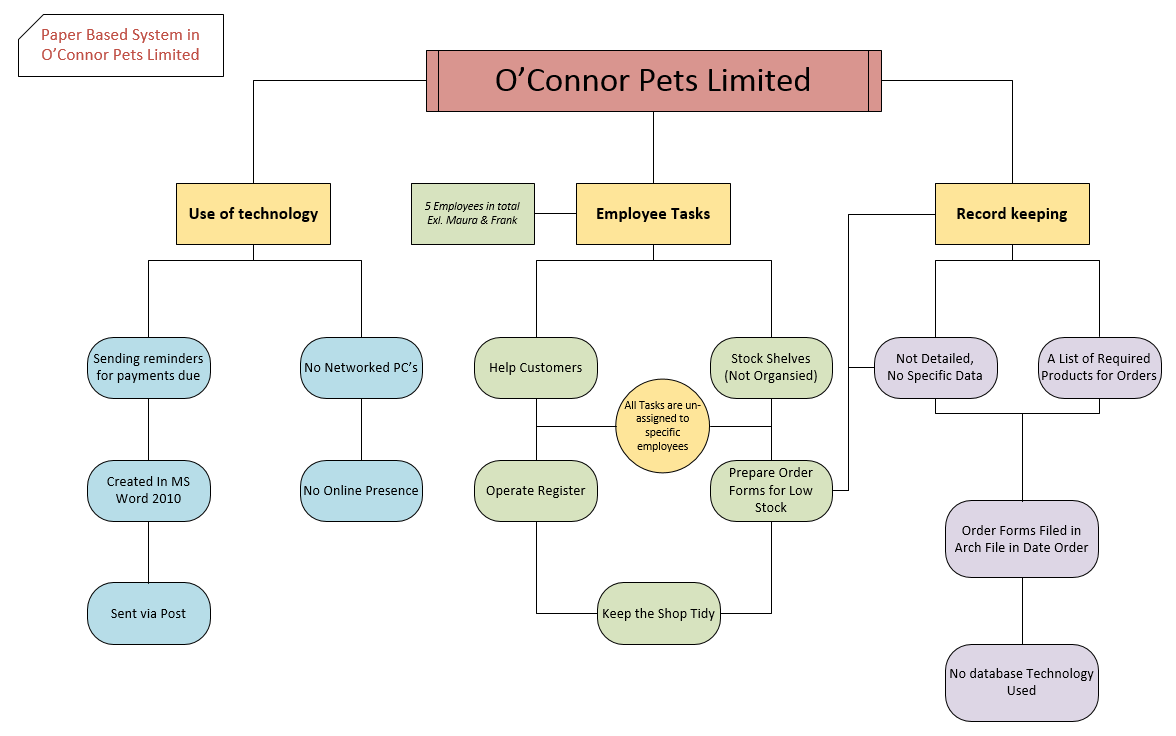 Paper Based System in
O'Connor Pets Limited
O'Connor Pets Limited
Use of technology
5 Employees in total
Exl. Maura & Frank
Employee Tasks
Record keeping
Sending reminders
for payments due
No Networked PC's
Help Customers
Stock Shelves
(Not Organsied)
Not Detailed,
No Specific Data
A List of Required
Products for Orders
All Tasks are un-
assigned to
specific
employees
Created In MS
Word 2010
No Online Presence
Operate Register
Prepare Order
Forms for Low
Stock
Order Forms Filed in
Arch File in Date Order
Sent via Post
Keep the Shop Tidy
No database Technology
Used